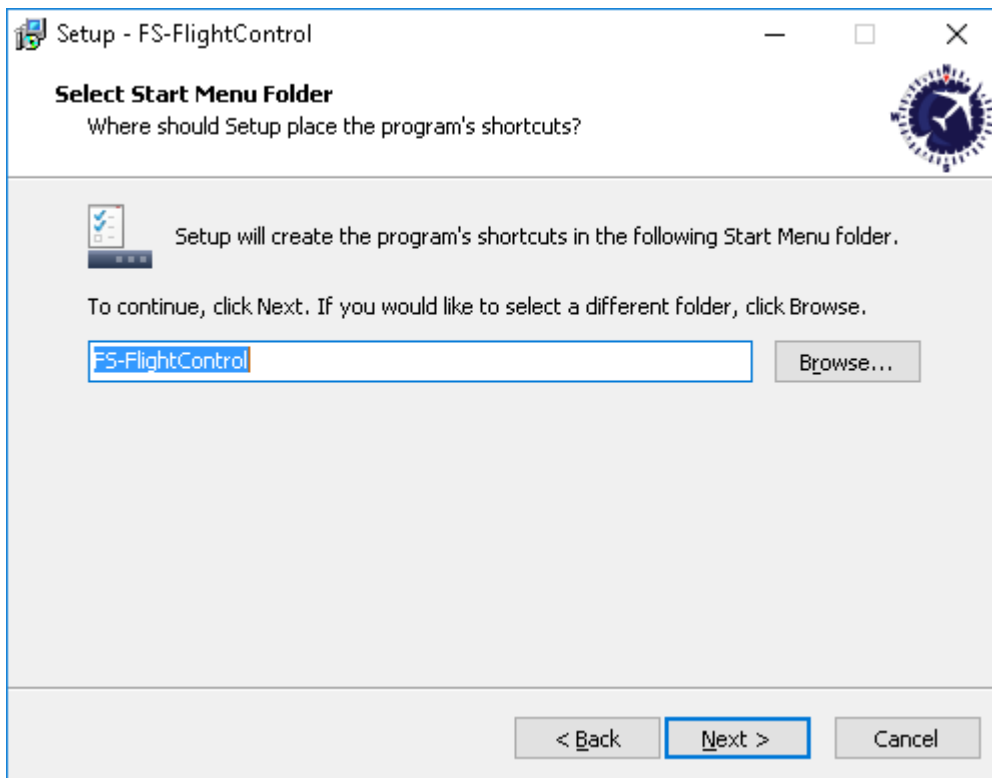 Setup - FS-FlightControl
Select Start Menu Folder
Where should Setup place the program's shortcuts?
N
W
S
Setup will create the program's shortcuts in the following Start Menu folder.
To continue, click Next. If you would like to select a different folder, click Browse.
FS-FlightControl
Browse...
< Back
Next >
Cancel